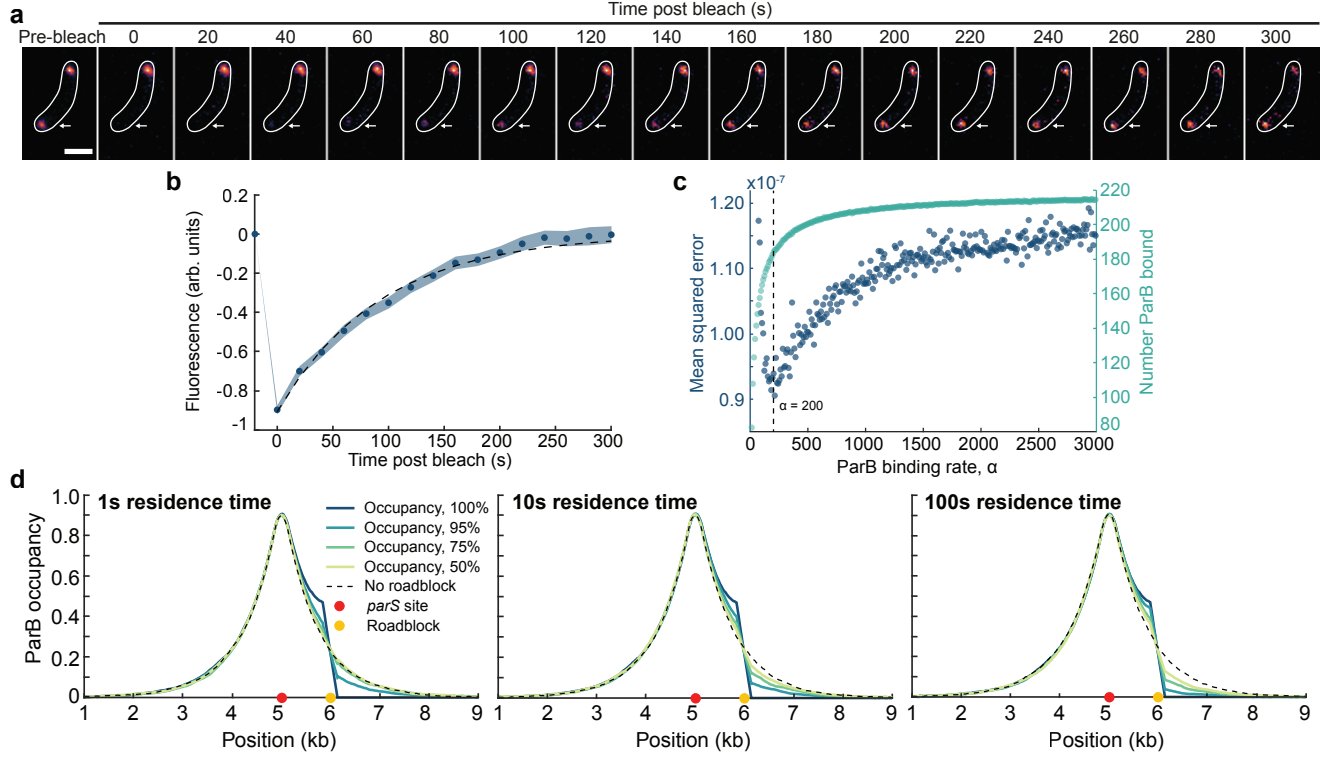 a
Time post bleach (s)
Pre-bleach 0 20 40 60 80 100 120 140 160 180 200 220 240 260 280 300
b
Fluorescence (arb. units)
0.2
0
-0.2
-0.4
-0.6
-0.8
-1
0 50 100 150 200 250 300
Time post bleach (s)
c
x10-7
Mean squared error
1.20
1.10
1.00
0.9
220
200
180
160
140
120
100
80
Number ParB bound
α = 200
0 500 1000 1500 2000 2500 3000
ParB binding rate, α
d
ParB occupancy
1.0
0.8
0.6
0.4
0.2
0
1s residence time
Occupancy, 100%
Occupancy, 95%
Occupancy, 75%
Occupancy, 50%
No roadblock
parS site
Roadblock
1 2 3 4 5 6 7 8 9
Position (kb)
10s residence time
1 2 3 4 5 6 7 8 9
Position (kb)
100s residence time
1 2 3 4 5 6 7 8 9
Position (kb)